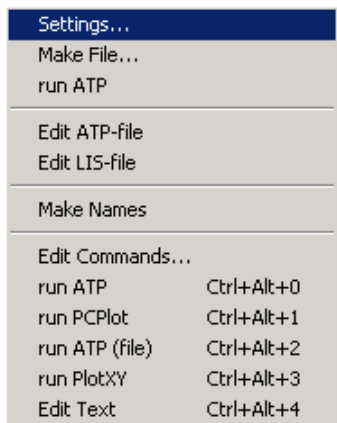 Settings...
Make File...
run ATP
Edit ATP-file
Edit LIS-file
Make Names
Edit Commands...
run ATP Ctrl+Alt+0
run PCPlot Ctrl+Alt+1
run ATP (file) Ctrl+Alt+2
run PlotXY Ctrl+Alt+3
Edit Text Ctrl+Alt+4